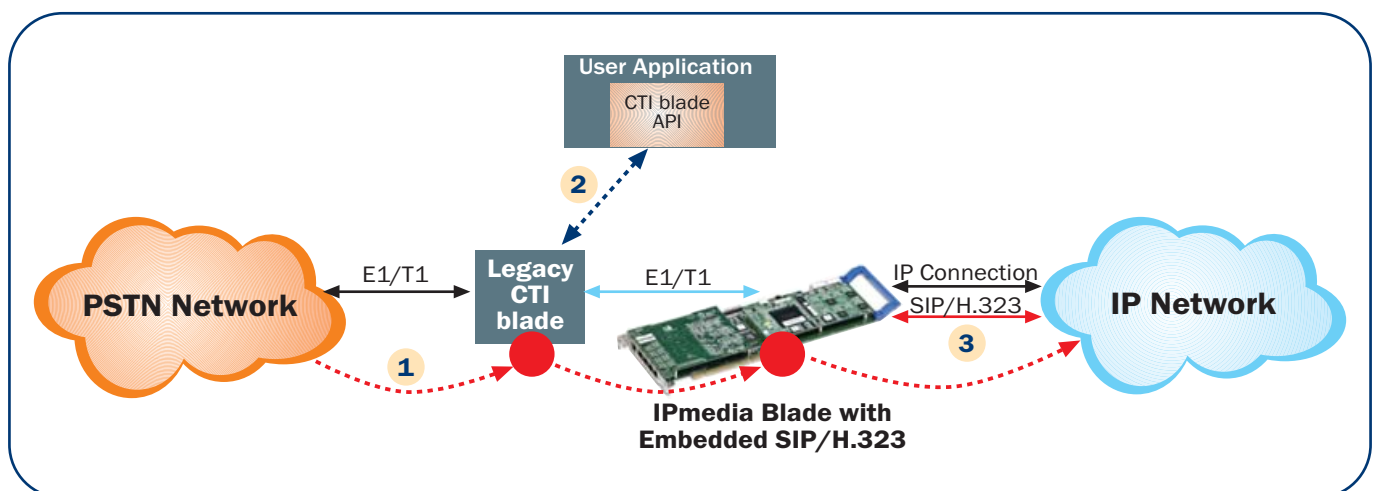 User Application
CTI blade
API
2
PSTN Network
E1/T1
Legacy
CTI
blade
E1/T1
IP Connection
SIP/H.323
IP Network
1
3
IPmedia Blade with
Embedded SIP/H.323